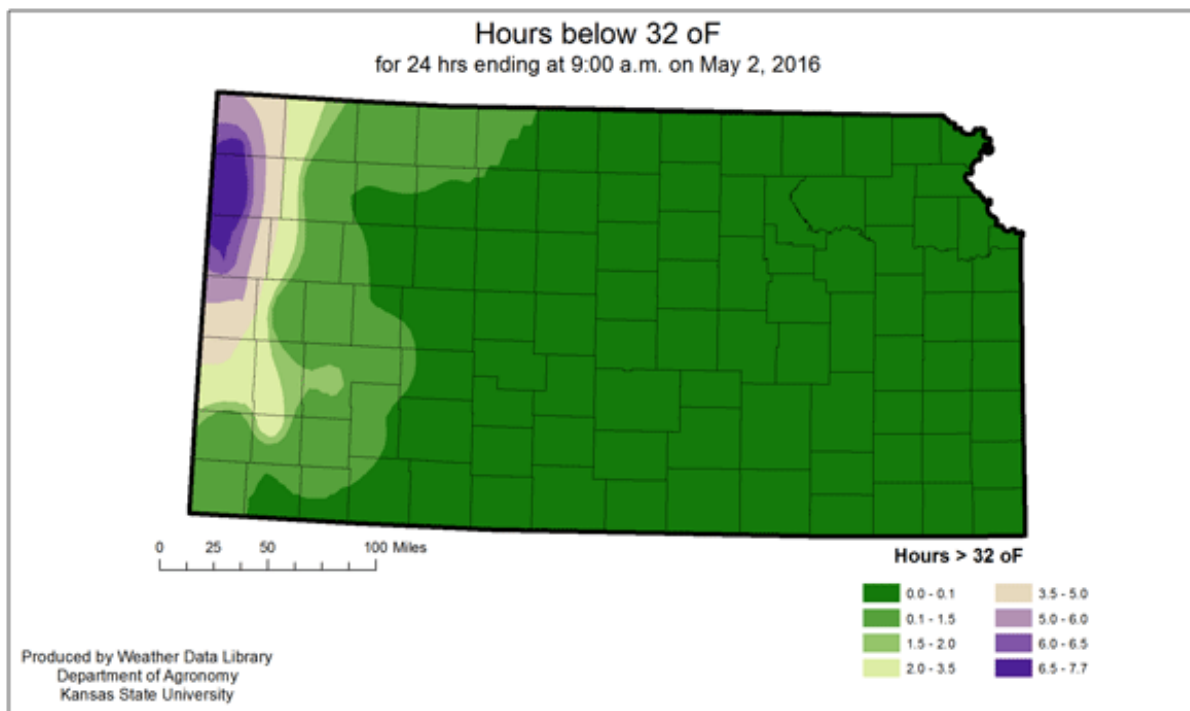 Hours below 32 oF
for 24 hrs ending at 9:00 a.m. on May 2, 2016
0 25 50 100 Miles
Hours > 32 oF
0.0 - 0.1 3.5 - 5.0
0.1 - 1.5 5.0 - 6.0
1.5 - 2.0 6.0 - 6.5
2.0 - 3.5 6.5 - 7.7
Produced by Weather Data Library
Department of Agronomy
Kansas State University